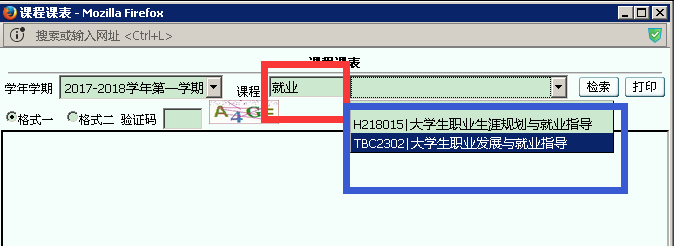 课程课表 - Mozilla Firefox
搜索或输入网址 <Ctrl+L>
课程课表
学年学期 2017-2018学年第一学期 课程 就业 检索 打印
格式一 格式二 验证码 A4GE
H218015|大学生职业生涯规划与就业指导
TBC2302|大学生职业发展与就业指导